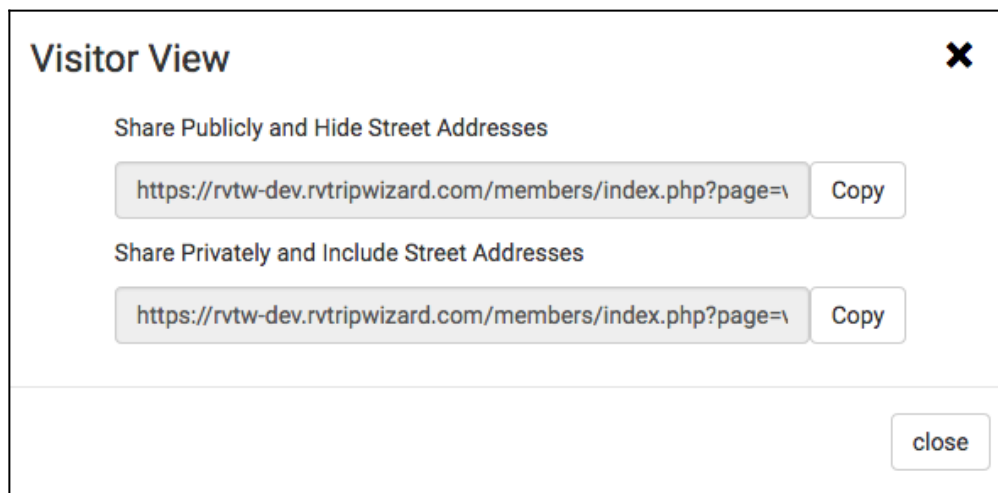 Visitor View
Share Publicly and Hide Street Addresses
https://rvtw-dev.rvtripwizard.com/members/index.php?page=v Copy
Share Privately and Include Street Addresses
https://rvtw-dev.rvtripwizard.com/members/index.php?page=v Copy
close